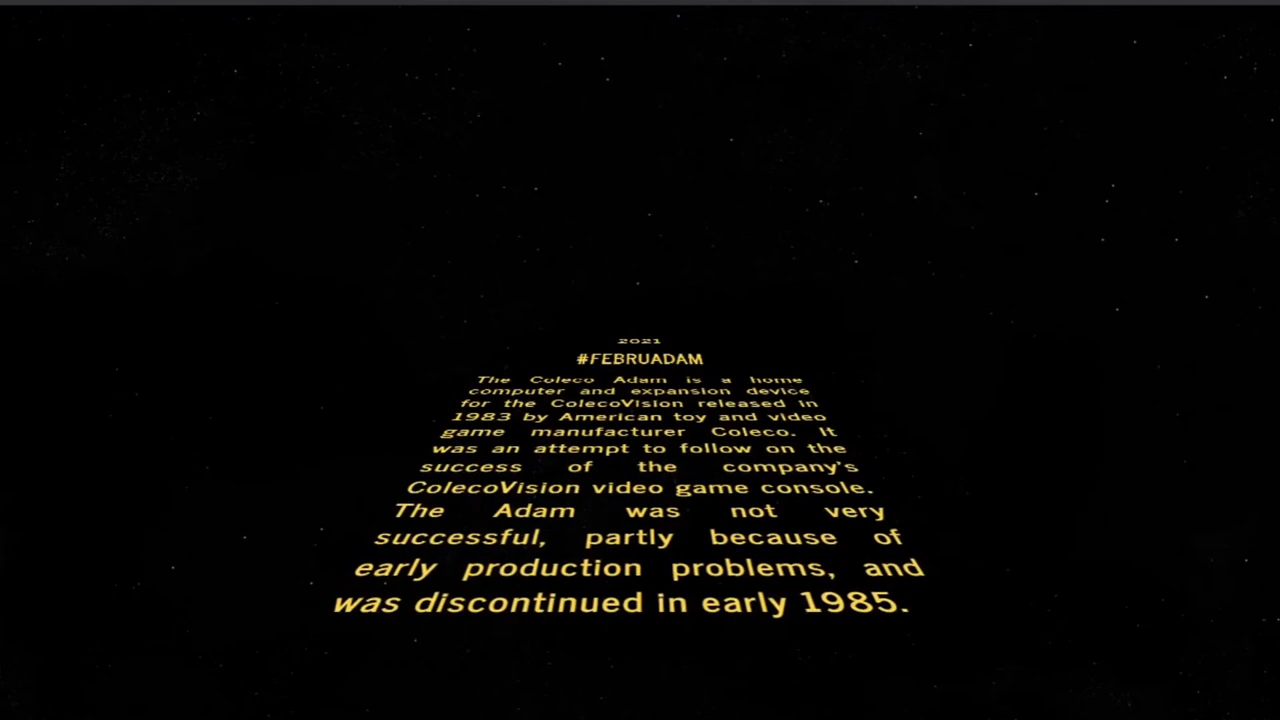 2021
#FEBRUADAM
The Coleco Adam is a home
computer and expansion device
for the ColecoVision released in
1983 by American toy and video
game manufacturer Coleco. It
was an attempt to follow on the
success of the company's
ColecoVision video game console.
The Adam was not very
successful, partly because of
early production problems, and
was discontinued in early 1985.